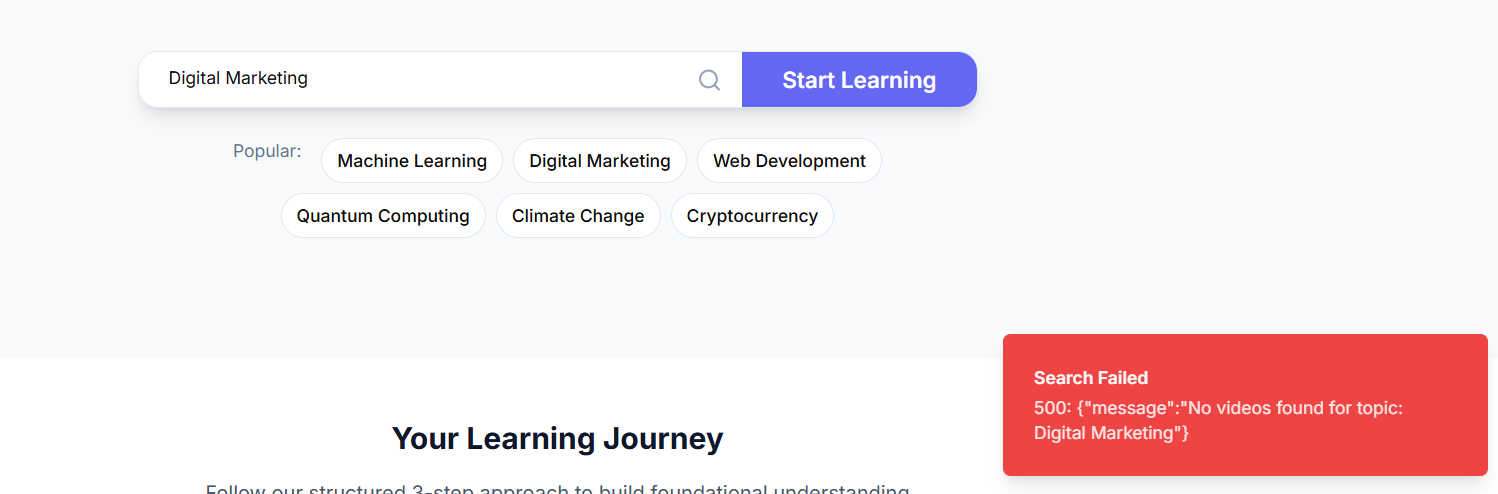 Digital Marketing
Start Learning
Popular:
Machine Learning
Digital Marketing
Web Development
Quantum Computing
Climate Change
Cryptocurrency
Search Failed
500: {"message":"No videos found for topic:
Digital Marketing"}
Your Learning Journey
Follow our structured 3-step approach to build foundational understanding